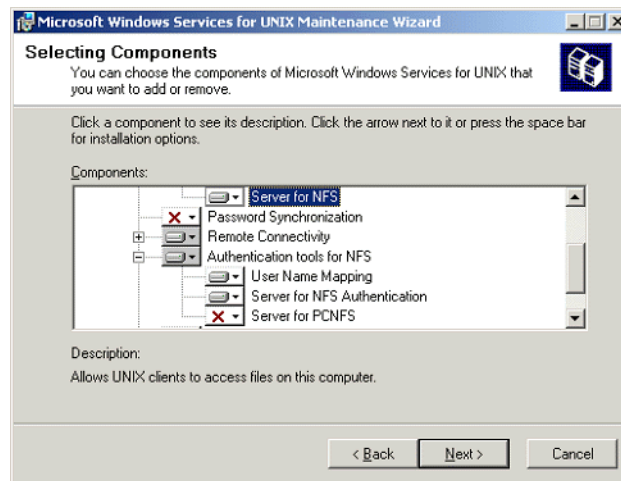 Microsoft Windows Services for UNIX Maintenance Wizard
Selecting Components
You can choose the components of Microsoft Windows Services for UNIX that
you want to add or remove.
Click a component to see its description. Click the arrow next to it or press the space bar
for installation options.
Components:
Server for NFS
Password Synchronization
Remote Connectivity
Authentication tools for NFS
User Name Mapping
Server for NFS Authentication
Server for PCNFS
Description:
Allows UNIX clients to access files on this computer.
< Back
Next >
Cancel